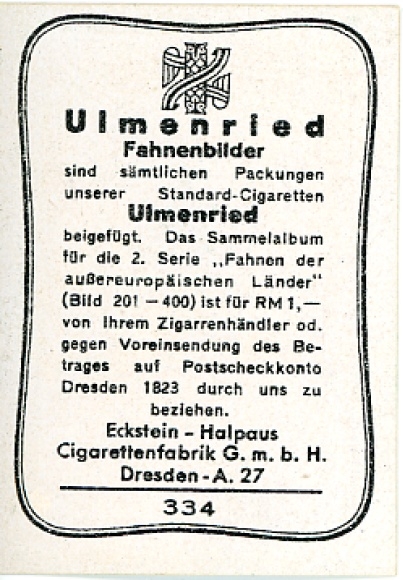 Ulmenried
Fahnenbilder
sind sämtlichen Packungen
unserer Standard-Cigaretten
Ulmenried
beigefügt. Das Sammelalbum
für die 2. Serie „Fahnen der
außereuropäischen Länder"
(Bild 201 — 400) ist für RM 1,—
von Ihrem Zigarrenhändler od.
gegen Voreinsendung des Be-
trages auf Postscheckkonto
Dresden 1823 durch uns zu
beziehen.
Eckstein - Halpaus
Cigarettenfabrik G. m. b. H.
Dresden - A. 27
334